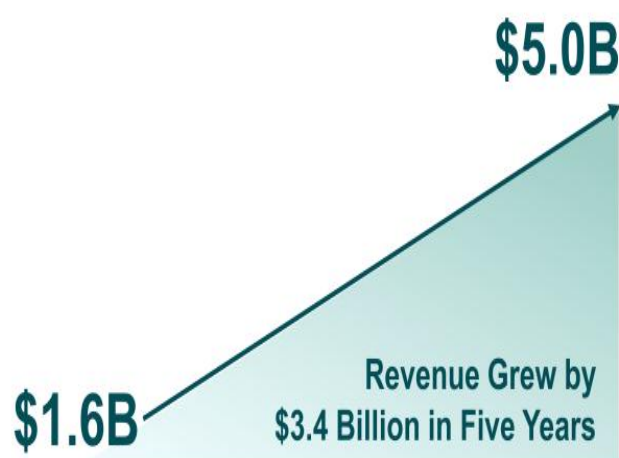 $5.0B
$1.6B
Revenue Grew by
$3.4 Billion in Five Years